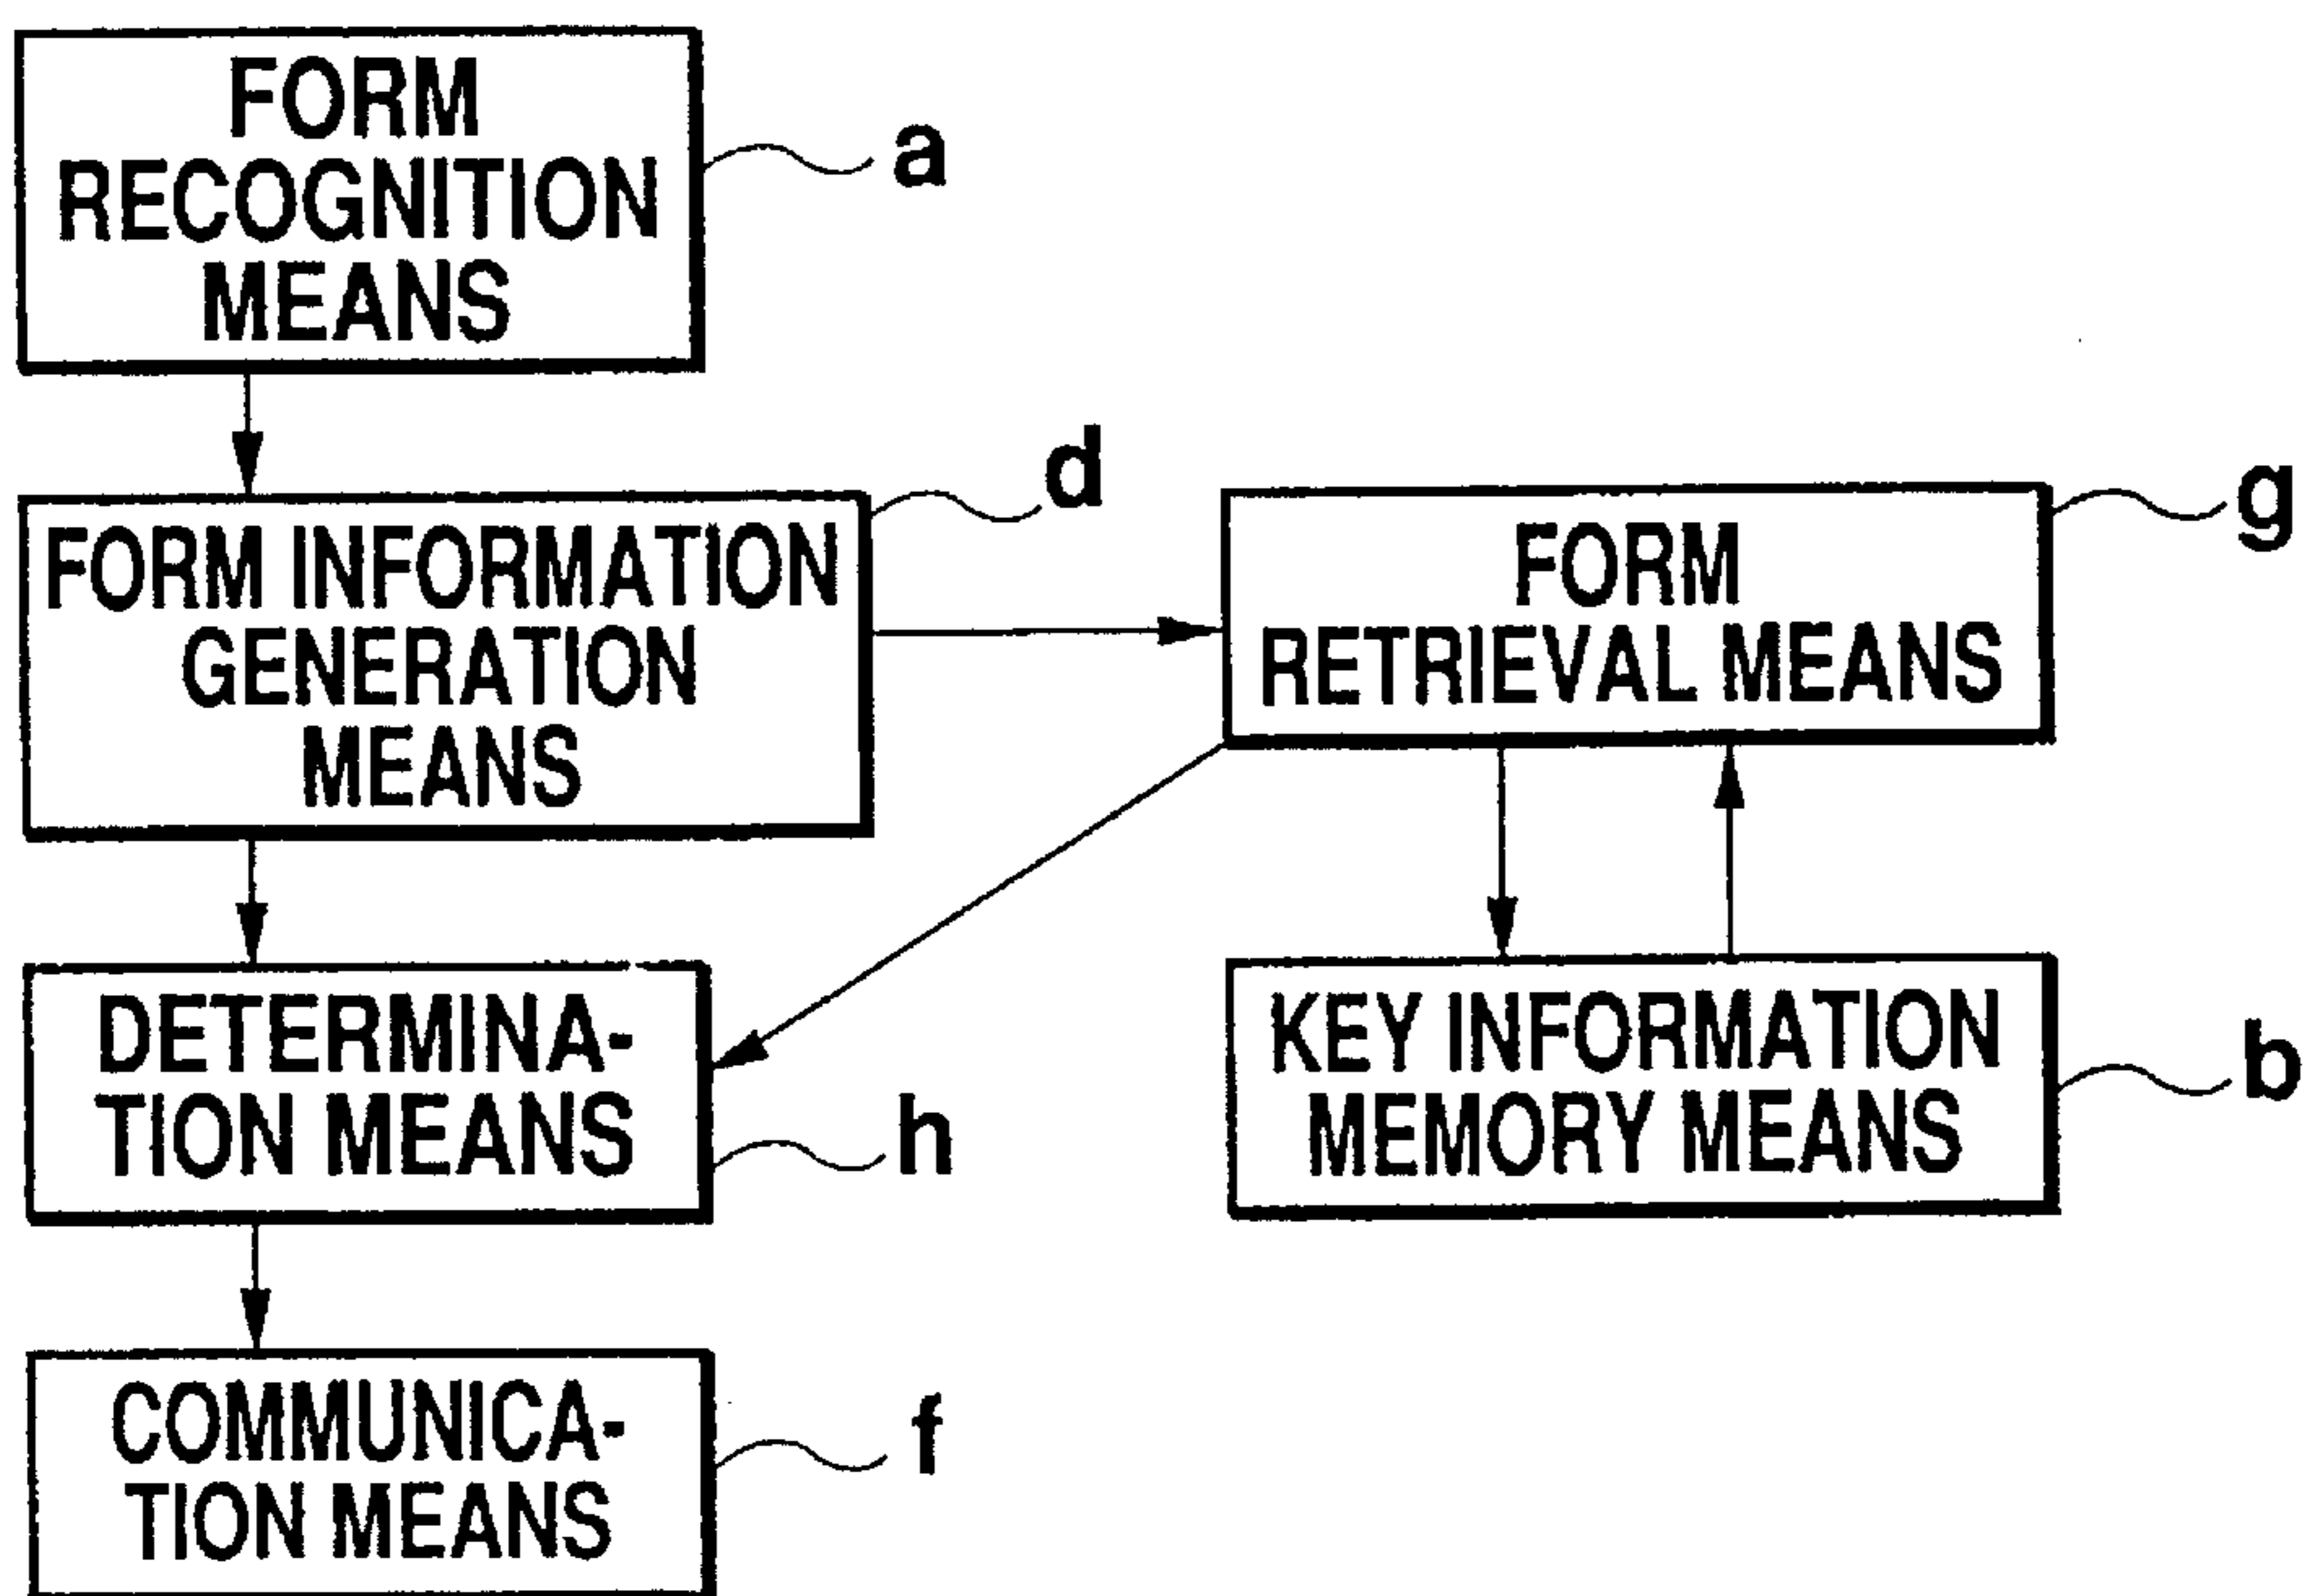 FORM
RECOGNITION
MEANS
a
FORM INFORMATION
GENERATION
MEANS
d
FORM
RETRIEVAL MEANS
g
DETERMINA-
TION MEANS
h
KEY INFORMATION
MEMORY MEANS
b
COMMUNICA-
TION MEANS
f